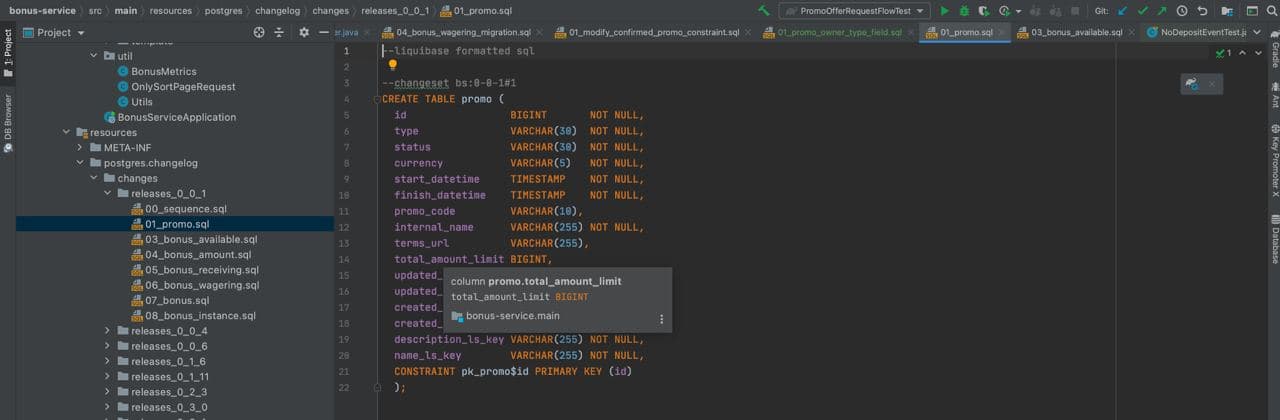 bonus-service › src › main › resources › postgres › changelog › changes › releases_0_0_1 › 01_promo.sql
PromoOfferRequestFlowTest
Git:
Project
er.java
04_bonus_wagering_migration.sql
01_modify_confirmed_promo_constraint.sql
01_promo_owner_type_field.sql
01_promo.sql
03_bonus_available.sql
NoDepositEventTest.ja
1: Project
DB Browser
util
BonusMetrics
OnlySortPageRequest
Utils
BonusServiceApplication
resources
META-INF
postgres.changelog
changes
releases_0_0_1
00_sequence.sql
01_promo.sql
03_bonus_available.sql
04_bonus_amount.sql
05_bonus_receiving.sql
06_bonus_wagering.sql
07_bonus.sql
08_bonus_instance.sql
releases_0_0_4
releases_0_0_6
releases_0_1_6
releases_0_1_11
releases_0_2_3
releases_0_3_0
1 --liquibase formatted sql
2
3 --changeset bs:0-0-1#1
4 CREATE TABLE promo (
5 id BIGINT NOT NULL,
6 type VARCHAR(30) NOT NULL,
7 status VARCHAR(30) NOT NULL,
8 currency VARCHAR(5) NOT NULL,
9 start_datetime TIMESTAMP NOT NULL,
10 finish_datetime TIMESTAMP NOT NULL,
11 promo_code VARCHAR(10),
12 internal_name VARCHAR(255) NOT NULL,
13 terms_url VARCHAR(255),
14 total_amount_limit BIGINT,
15 updated_
16 updated_
17 created_
18 created_
19 description_ls_key VARCHAR(255) NOT NULL,
20 name_ls_key VARCHAR(255) NOT NULL,
21 CONSTRAINT pk_promo$id PRIMARY KEY (id)
22 );
column promo.total_amount_limit
total_amount_limit BIGINT
bonus-service.main
1
Gradle
Ant
Key Promoter X
Database